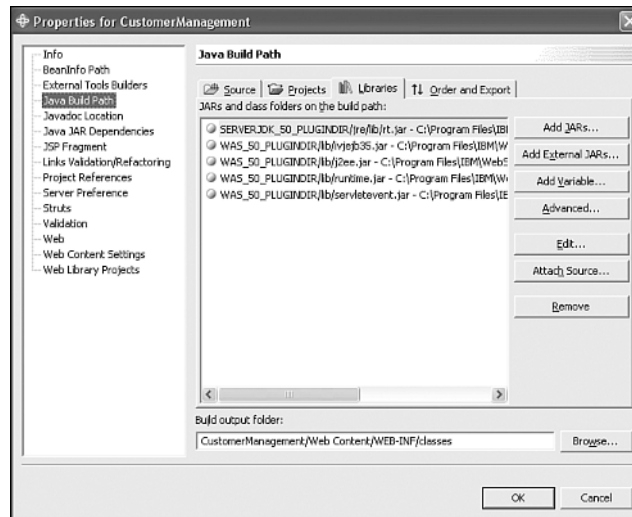 Properties for CustomerManagement
Info
BeanInfo Path
External Tools Builders
Java Build Path
Javadoc Location
Java JAR Dependencies
JSP Fragment
Links Validation/Refactoring
Project References
Server Preference
Struts
Validation
Web
Web Content Settings
Web Library Projects
Java Build Path
Source
Projects
Libraries
Order and Export
JARs and class folders on the build path:
SERVERJDK_50_PLUGINDIR/jre/lib/rt.jar - C:\Program Files\IBI
WAS_50_PLUGINDIR/lib/ivjejb35.jar - C:\Program Files\IBM\W
WAS_50_PLUGINDIR/lib/j2ee.jar - C:\Program Files\IBM\WebS
WAS_50_PLUGINDIR/lib/runtime.jar - C:\Program Files\IBM\We
WAS_50_PLUGINDIR/lib/servletevent.jar - C:\Program Files\IE
Add JARs...
Add External JARs...
Add Variable...
Advanced...
Edit...
Attach Source...
Remove
Build output folder:
CustomerManagement/Web Content/WEB-INF/classes
Browse...
OK
Cancel